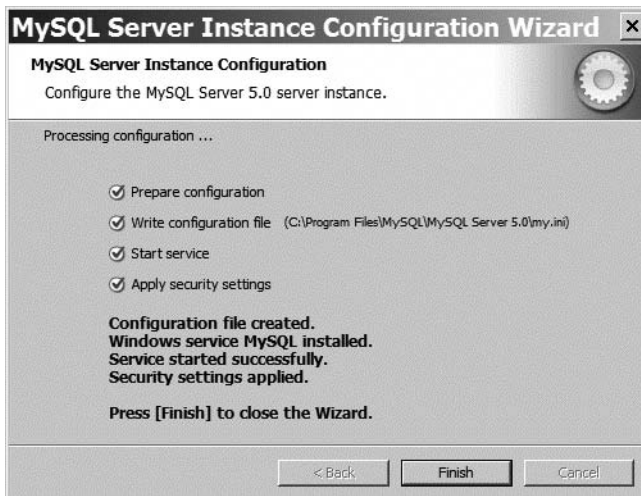 MySQL Server Instance Configuration Wizard
MySQL Server Instance Configuration
Configure the MySQL Server 5.0 server instance.
Processing configuration ...
Prepare configuration
Write configuration file (C:\Program Files\MySQL\MySQL Server 5.0\my.ini)
Start service
Apply security settings
Configuration file created.
Windows service MySQL installed.
Service started successfully.
Security settings applied.
Press [Finish] to close the Wizard.
< Back Finish Cancel